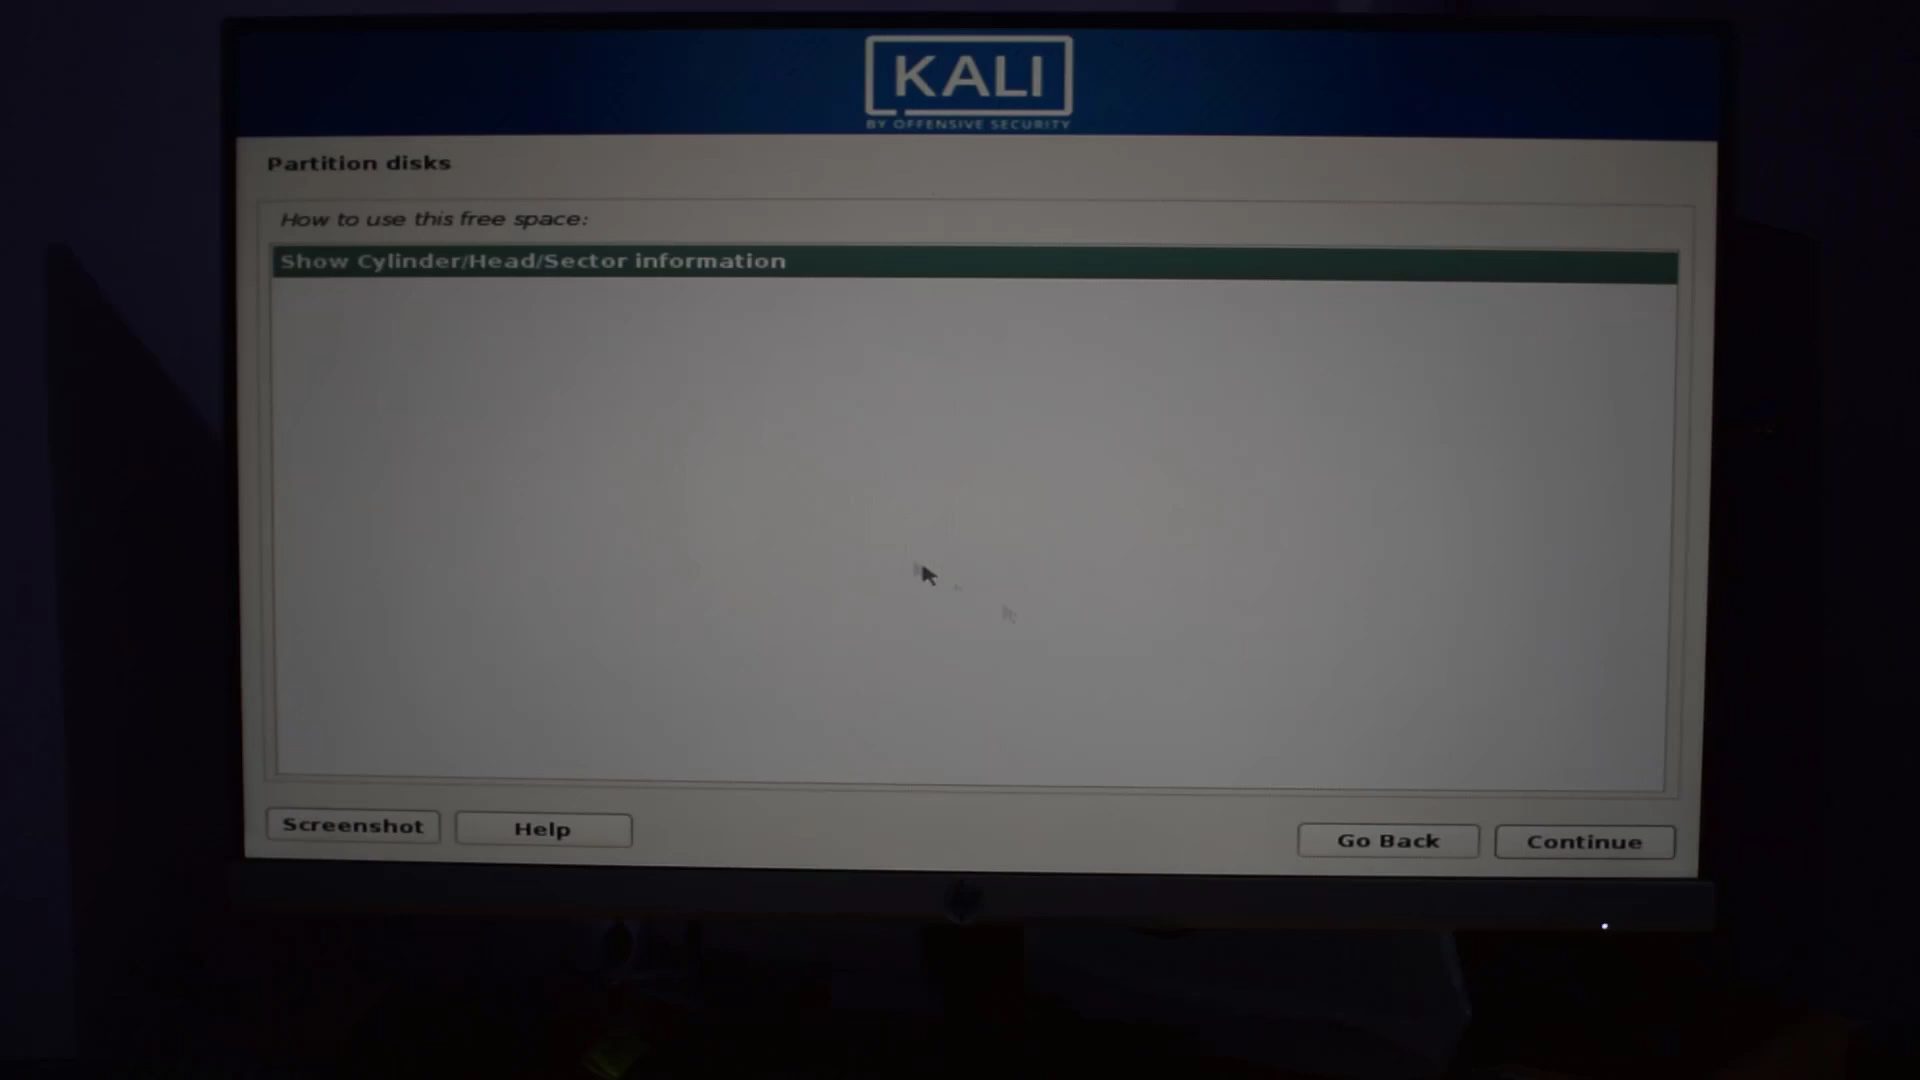 KALI
BY OFFENSIVE SECURITY
Partition disks
How to use this free space:
Show Cylinder/Head/Sector information
Screenshot
Help
Go Back
Continue